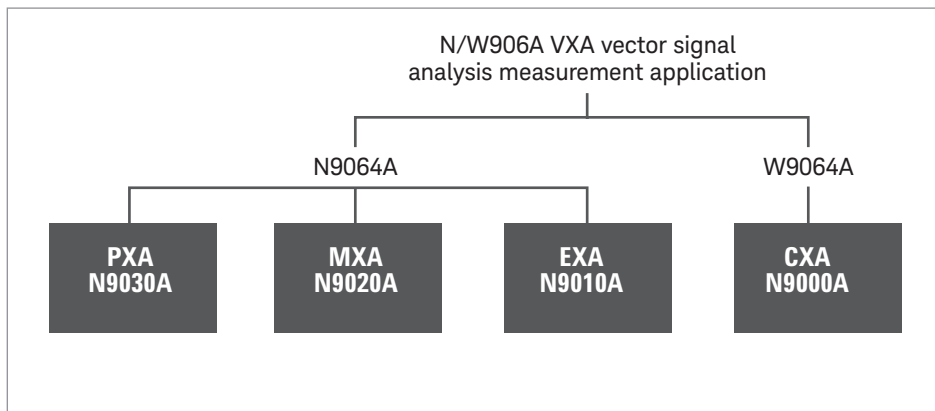 N/W906A VXA vector signal
analysis measurement application
N9064A
W9064A
PXA
N9030A
MXA
N9020A
EXA
N9010A
CXA
N9000A